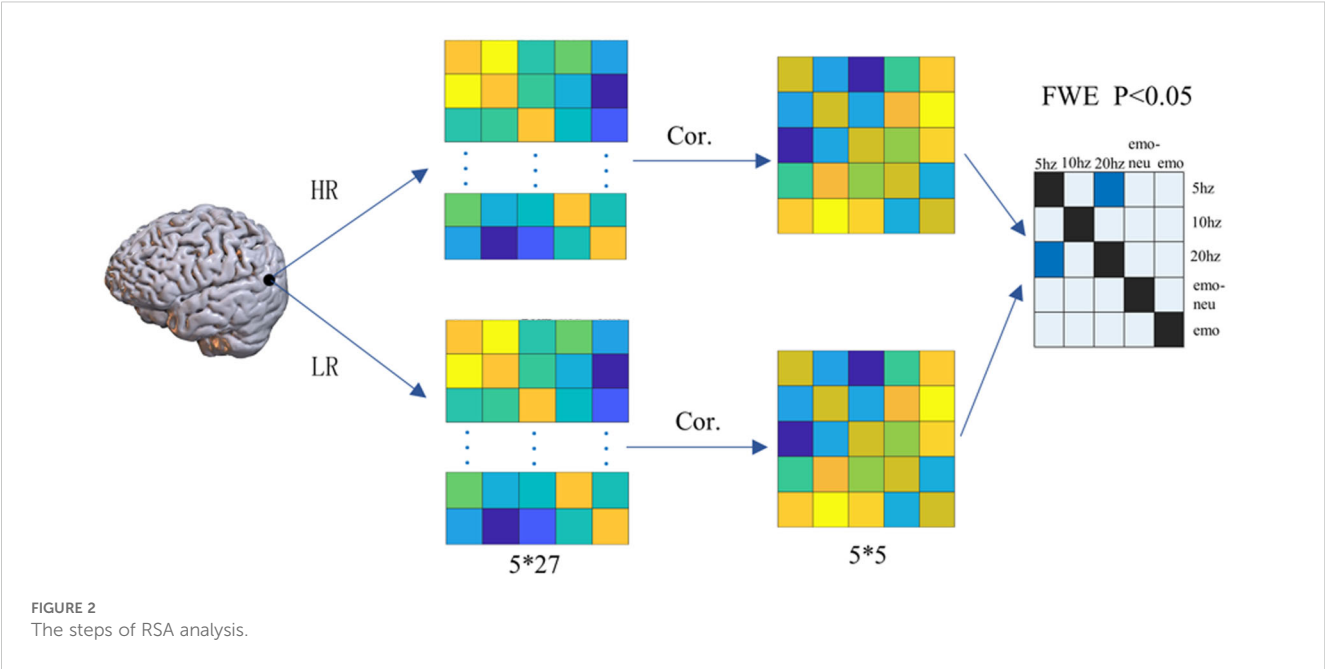 HR
LR
Cor.
Cor.
5*27
5*5
FWE P<0.05
emo-
5hz 10hz 20hz neu emo
5hz
10hz
20hz
emo-
neu
emo
FIGURE 2
The steps of RSA analysis.